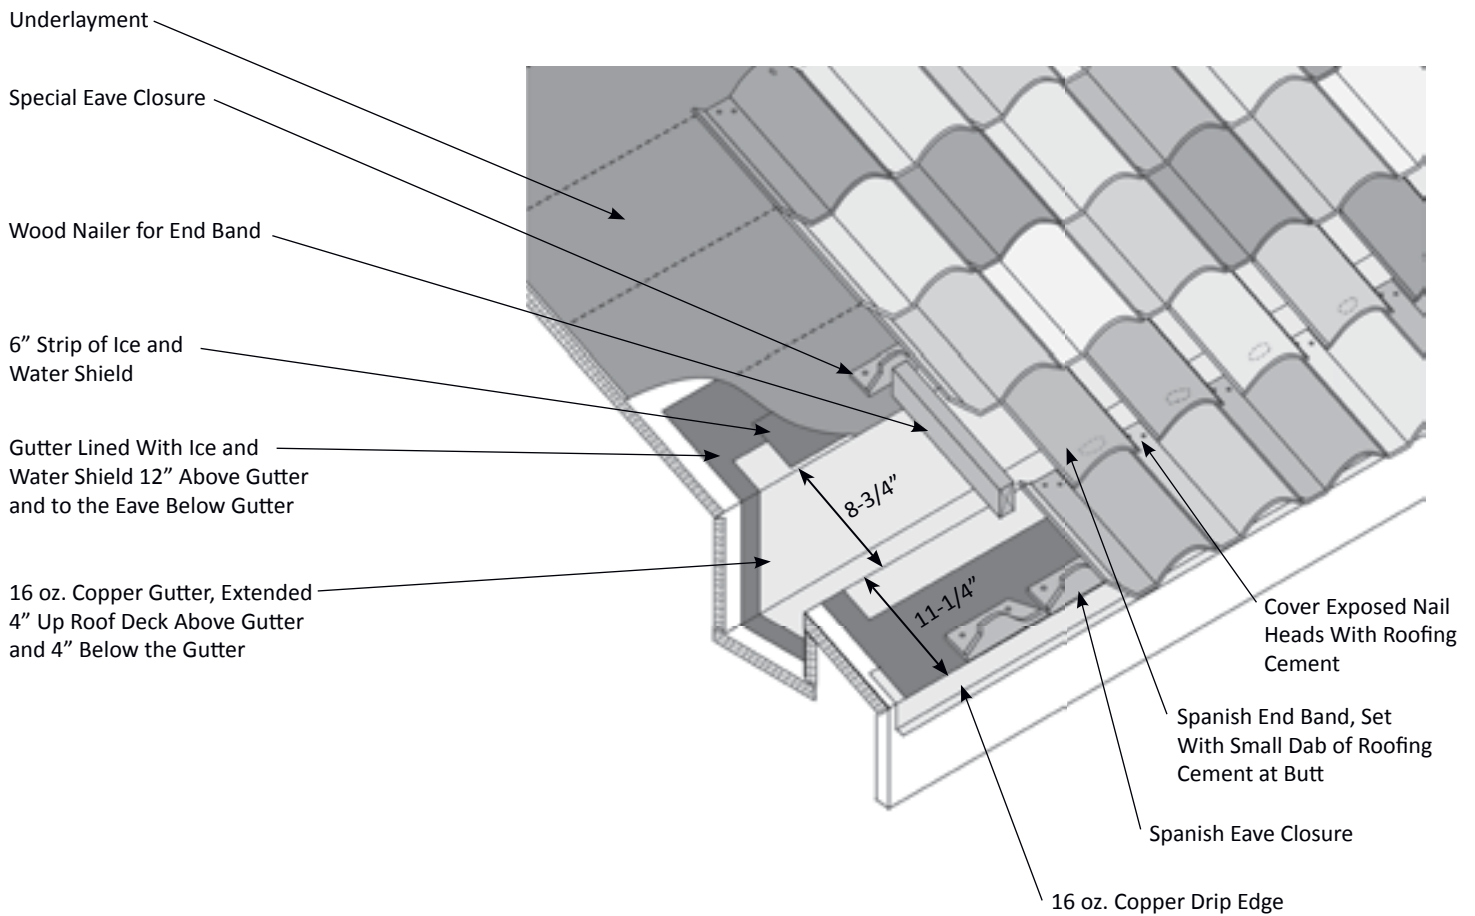 Underlayment
Special Eave Closure
Wood Nailer for End Band
6” Strip of Ice and
Water Shield
Gutter Lined With Ice and
Water Shield 12” Above Gutter
and to the Eave Below Gutter
16 oz. Copper Gutter, Extended
4” Up Roof Deck Above Gutter
and 4” Below the Gutter
8-3/4”
11-1/4”
Cover Exposed Nail
Heads With Roofing
Cement
Spanish End Band, Set
With Small Dab of Roofing
Cement at Butt
Spanish Eave Closure
16 oz. Copper Drip Edge